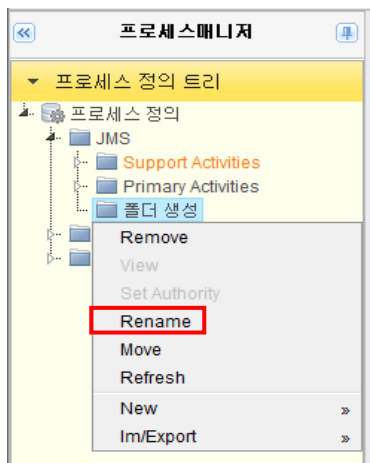 프로세스매니저
프로세스 정의 트리
프로세스 정의
JMS
Support Activities
Primary Activities
폴더 생성
Remove
View
Set Authority
Rename
Move
Refresh
New »
Im/Export »